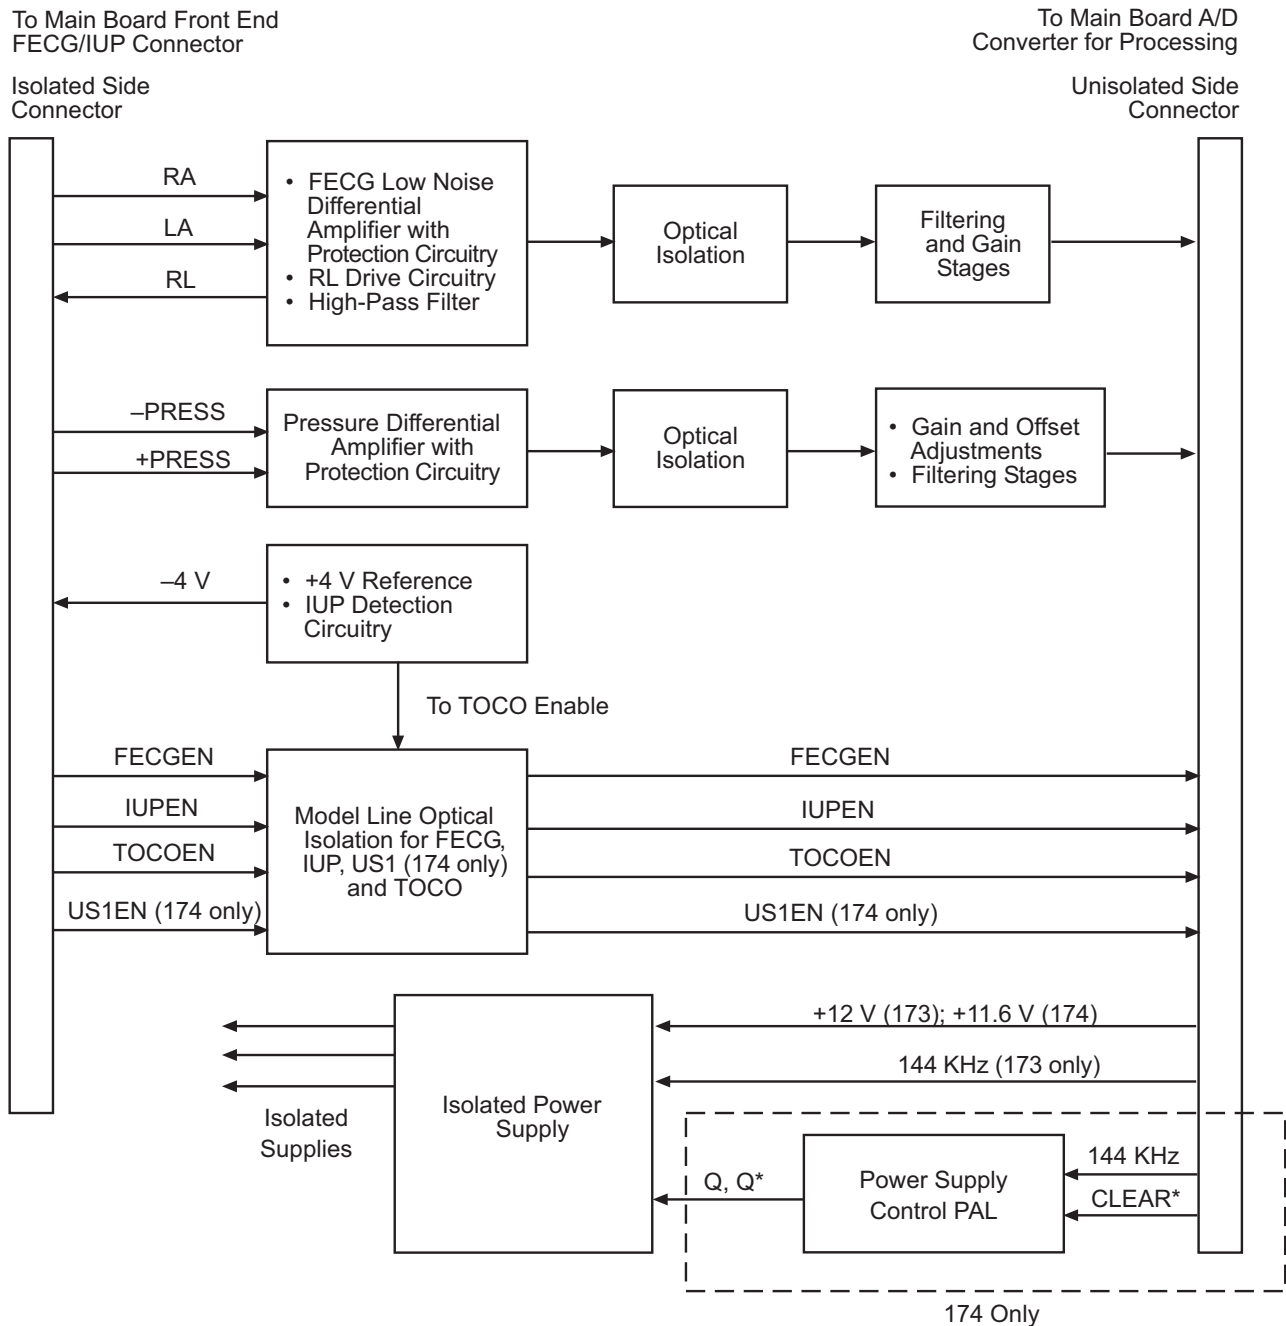 To Main Board Front End
FECG/IUP Connector
To Main Board A/D
Converter for Processing
Isolated Side
Connector
Unisolated Side
Connector
RA
LA
RL
• FECG Low Noise
Differential
Amplifier with
Protection Circuitry
• RL Drive Circuitry
• High-Pass Filter
Optical
Isolation
Filtering
and Gain
Stages
–PRESS
+PRESS
Pressure Differential
Amplifier with
Protection Circuitry
Optical
Isolation
• Gain and Offset
Adjustments
• Filtering Stages
–4 V
• +4 V Reference
• IUP Detection
Circuitry
To TOCO Enable
FECGEN
IUPEN
TOCOEN
US1EN (174 only)
Model Line Optical
Isolation for FECG,
IUP, US1 (174 only)
and TOCO
FECGEN
IUPEN
TOCOEN
US1EN (174 only)
Isolated
Supplies
Isolated Power
Supply
+12 V (173); +11.6 V (174)
144 KHz (173 only)
Q, Q*
Power Supply
Control PAL
144 KHz
CLEAR*
174 Only